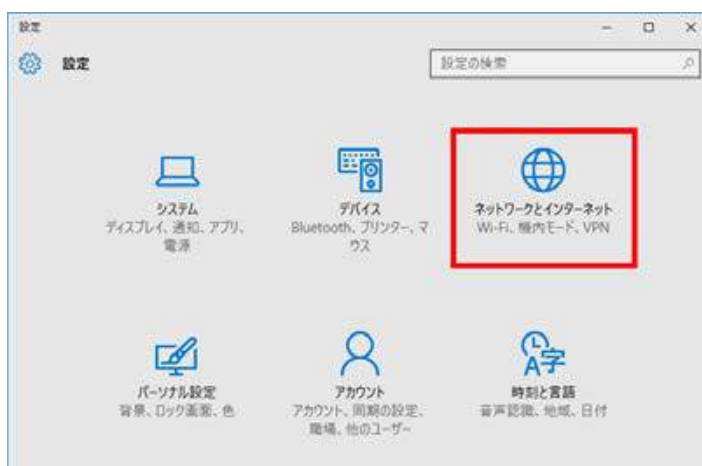 設定
設定
設定の検索
システム
ディスプレイ、通知、アプリ、
電源
デバイス
Bluetooth、プリンター、マ
ウス
ネットワークとインターネット
Wi-Fi、機内モード、VPN
パーソナル設定
背景、ロック画面、色
アカウント
アカウント、同期の設定、
職場、他のユーザー
A字
時刻と言語
音声認識、地域、日付